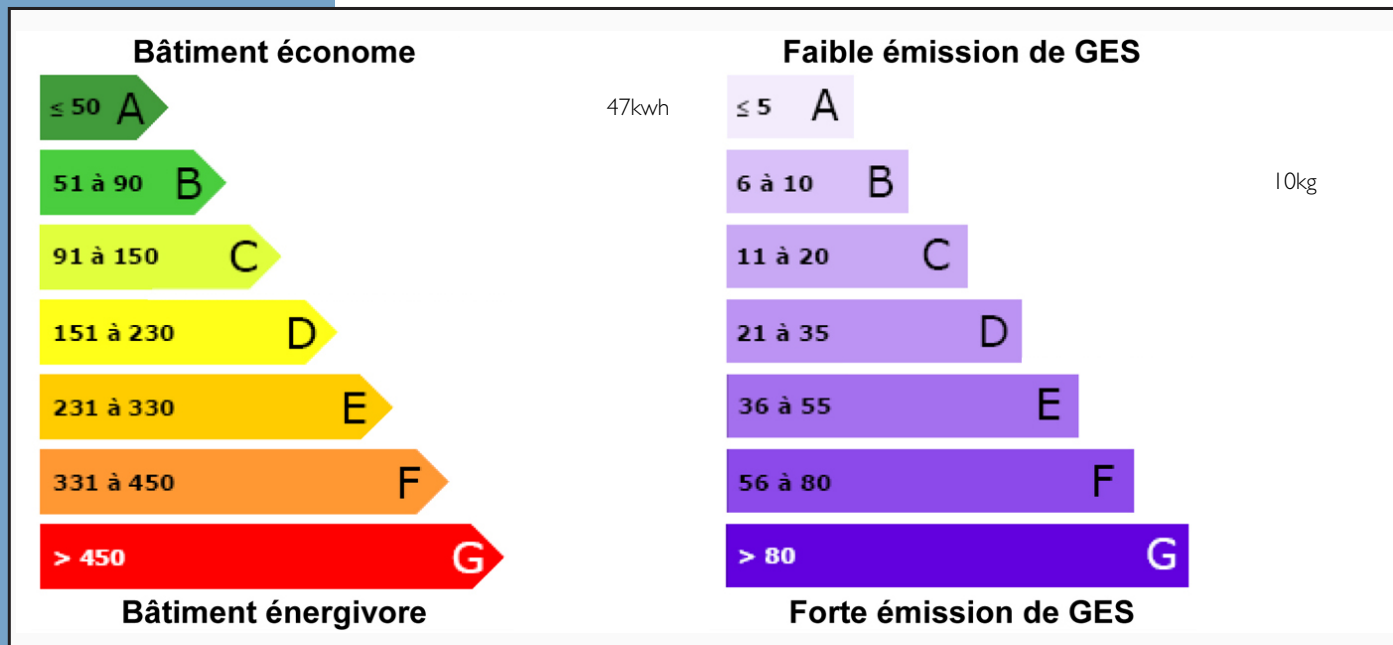 Bâtiment économe
≤ 50 A
47kwh
51 à 90 B
91 à 150 C
151 à 230 D
231 à 330 E
331 à 450 F
> 450 G
Bâtiment énergivore
Faible émission de GES
≤ 5 A
6 à 10 B
10kg
11 à 20 C
21 à 35 D
36 à 55 E
56 à 80 F
> 80 G
Forte émission de GES